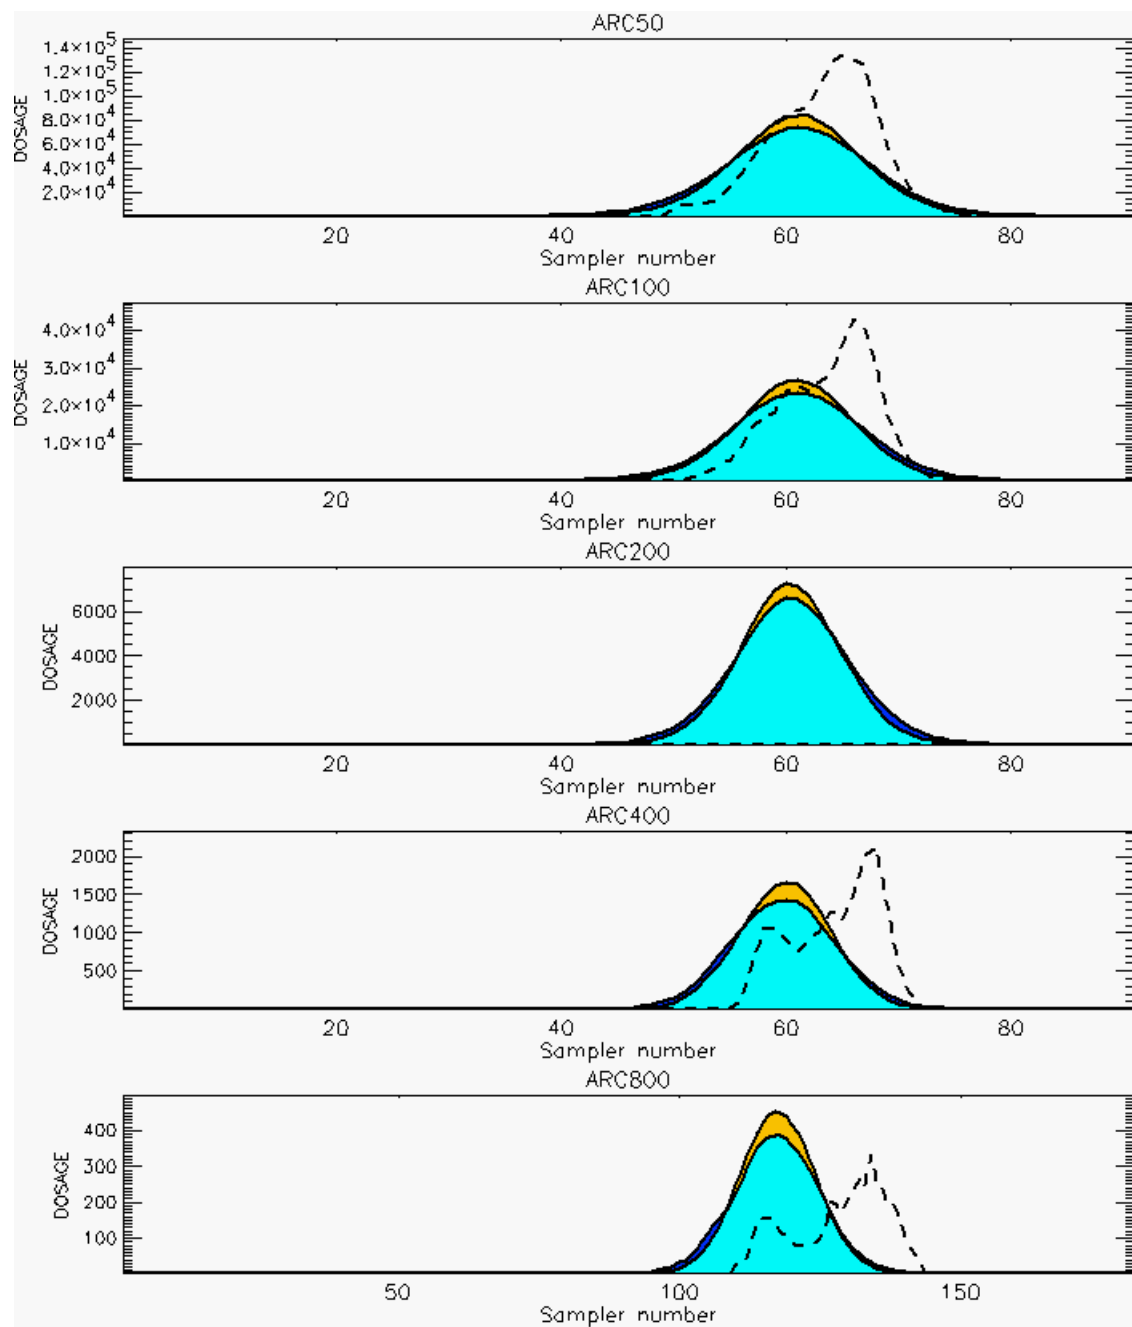 ARC50
1.4×10^5
1.2×10^5
1.0×10^5
8.0×10^4
6.0×10^4
4.0×10^4
2.0×10^4
DOSAGE
20 40 60 80
Sampler number
ARC100
4.0×10^4
3.0×10^4
2.0×10^4
1.0×10^4
DOSAGE
20 40 60 80
Sampler number
ARC200
6000
4000
2000
DOSAGE
20 40 60 80
Sampler number
ARC400
2000
1500
1000
500
DOSAGE
20 40 60 80
Sampler number
ARC800
400
300
200
100
DOSAGE
50 100 150
Sampler number